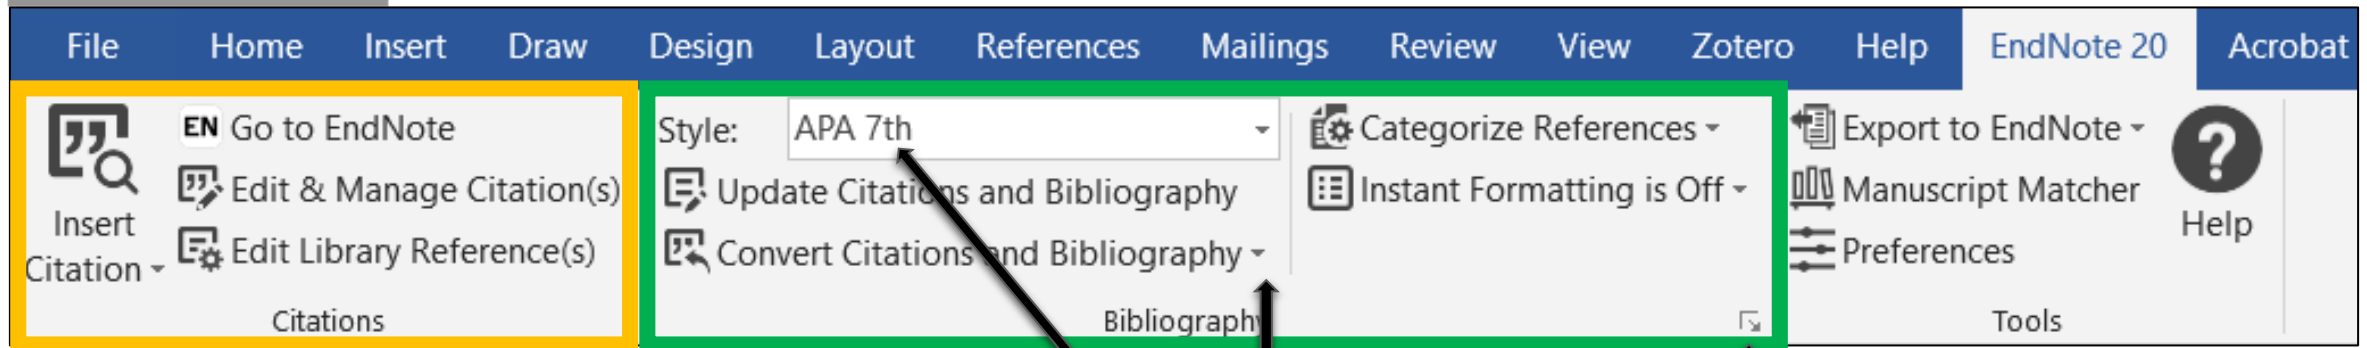 File Home Insert Draw Design Layout References Mailings Review View Zotero Help EndNote 20 Acrobat
Insert
Citation
EN Go to EndNote
Edit & Manage Citation(s)
Edit Library Reference(s)
Citations
Style: APA 7th
Update Citations and Bibliography
Convert Citations and Bibliography
Categorize References
Instant Formatting is Off
Bibliography
Export to EndNote
Manuscript Matcher
Preferences
? Help
Tools